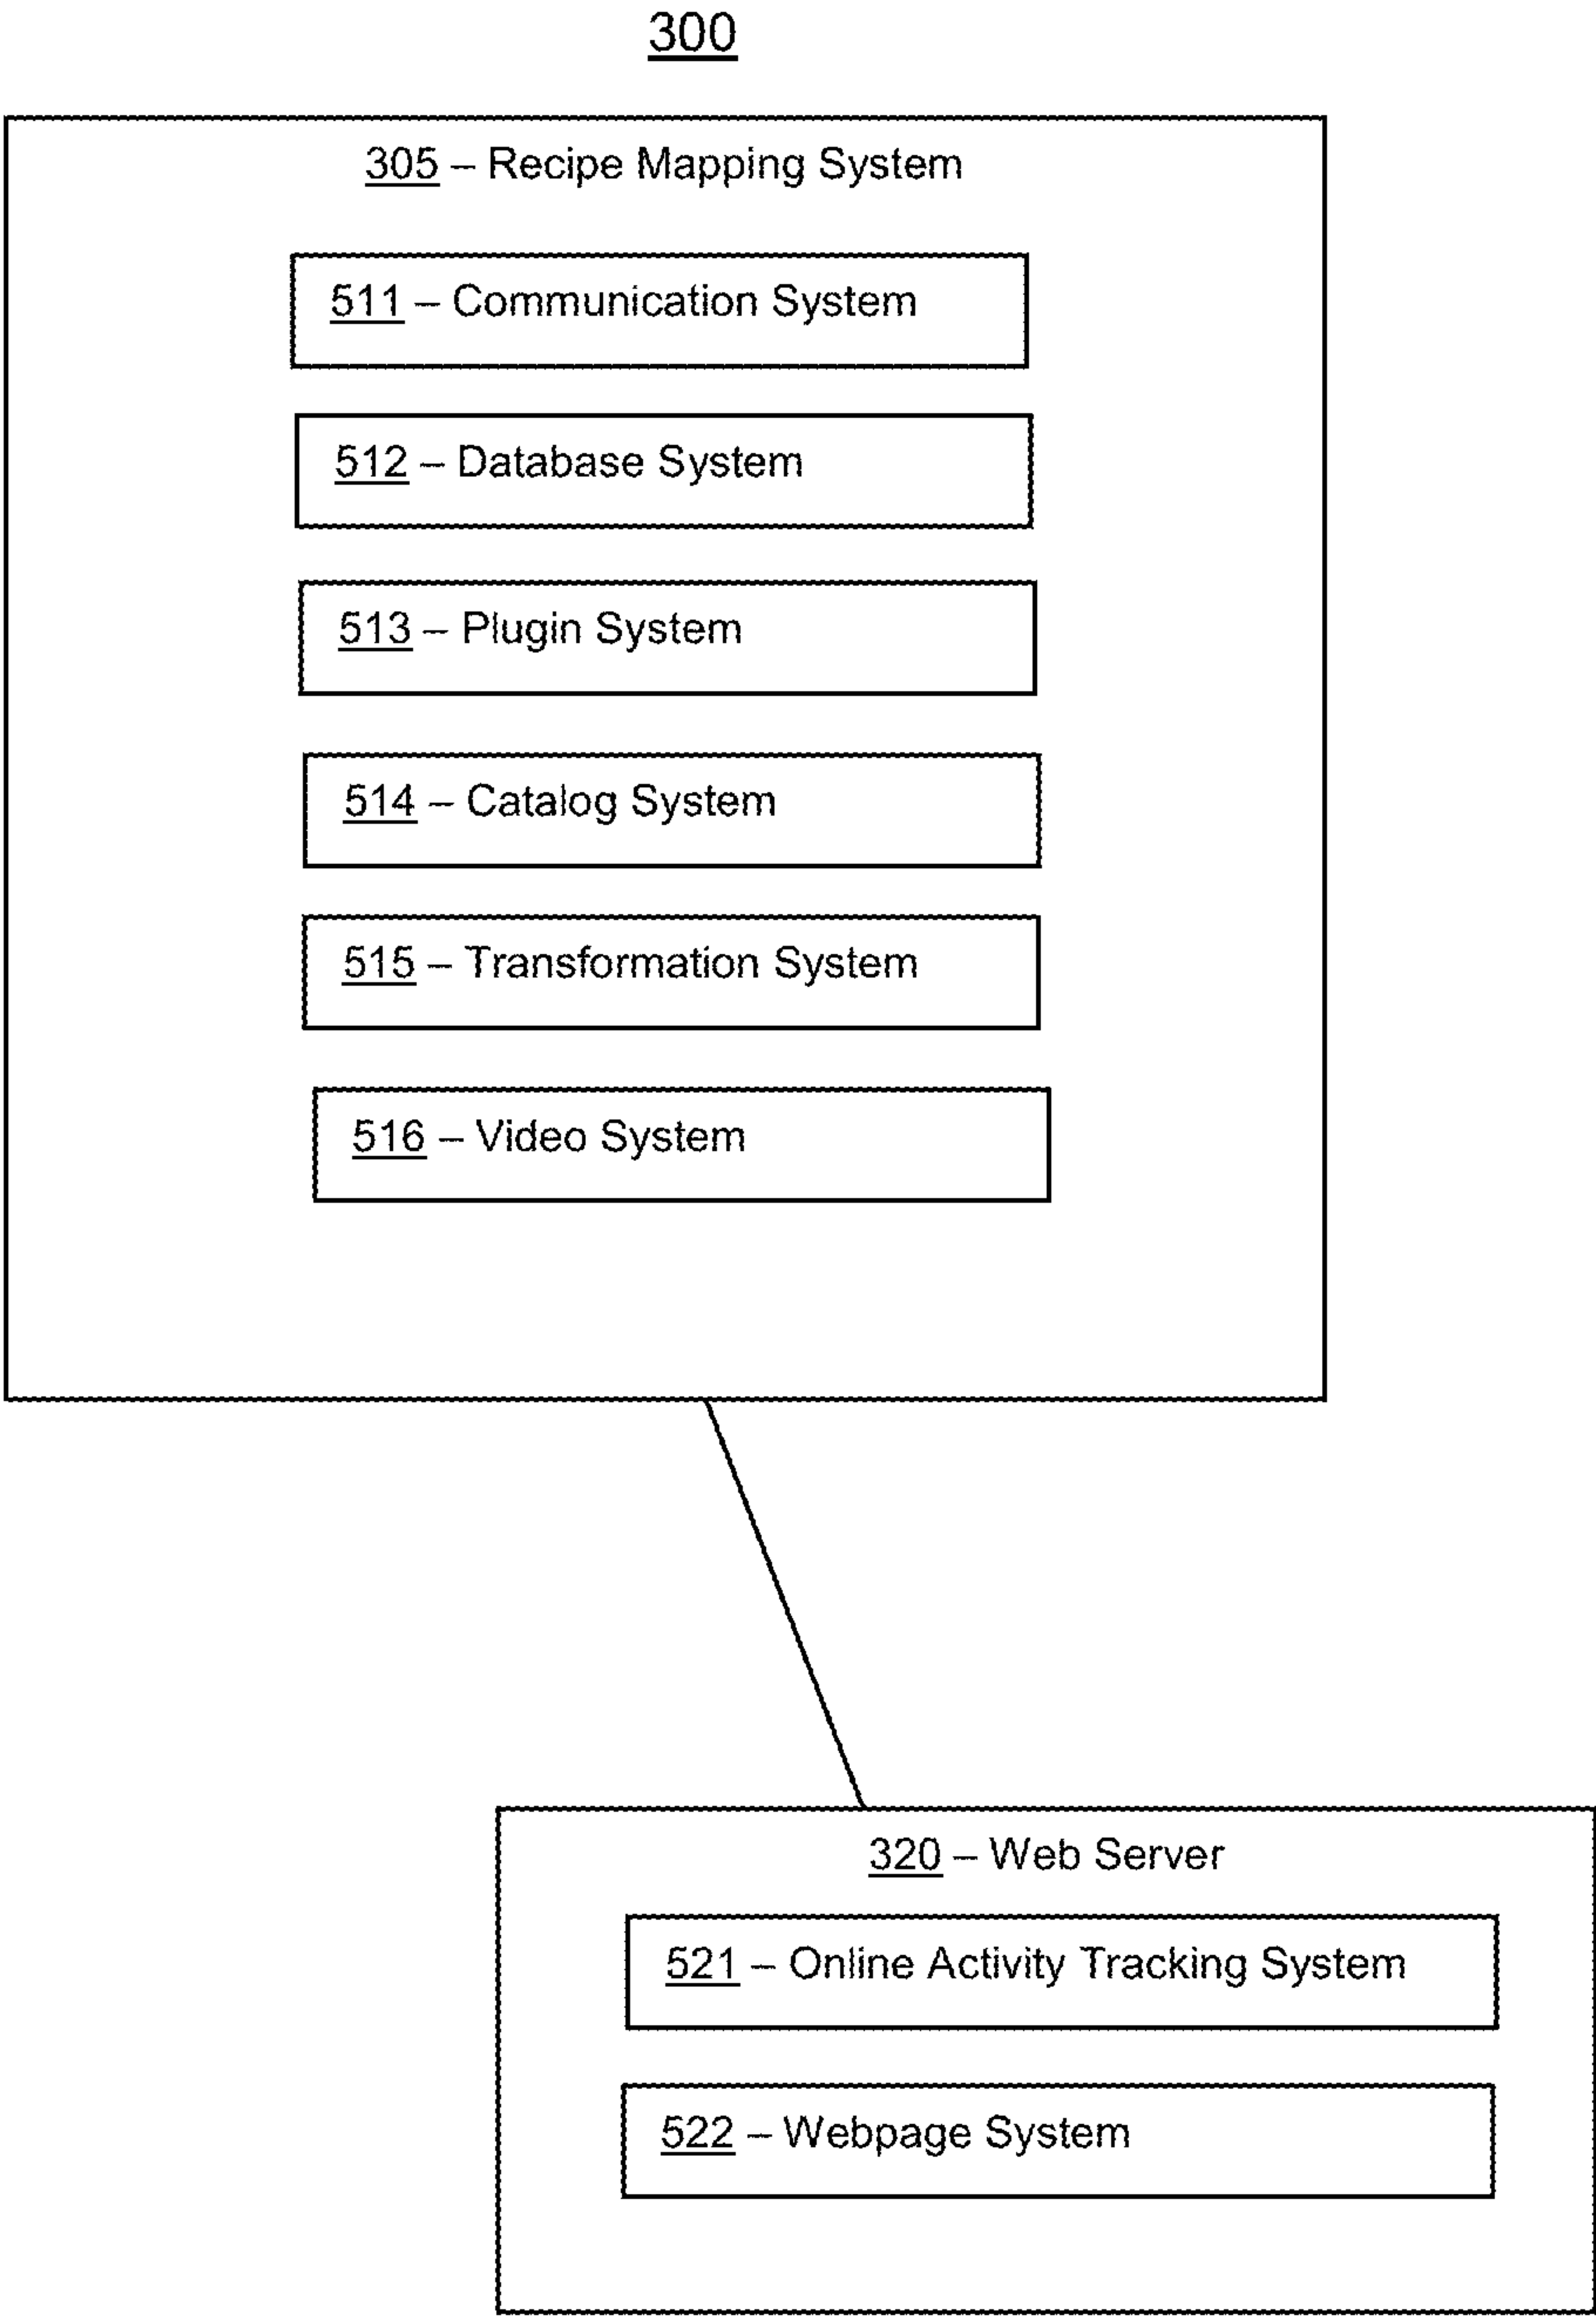 300
305 – Recipe Mapping System
511 – Communication System
512 – Database System
513 – Plugin System
514 – Catalog System
515 – Transformation System
516 – Video System
320 – Web Server
521 – Online Activity Tracking System
522 – Webpage System